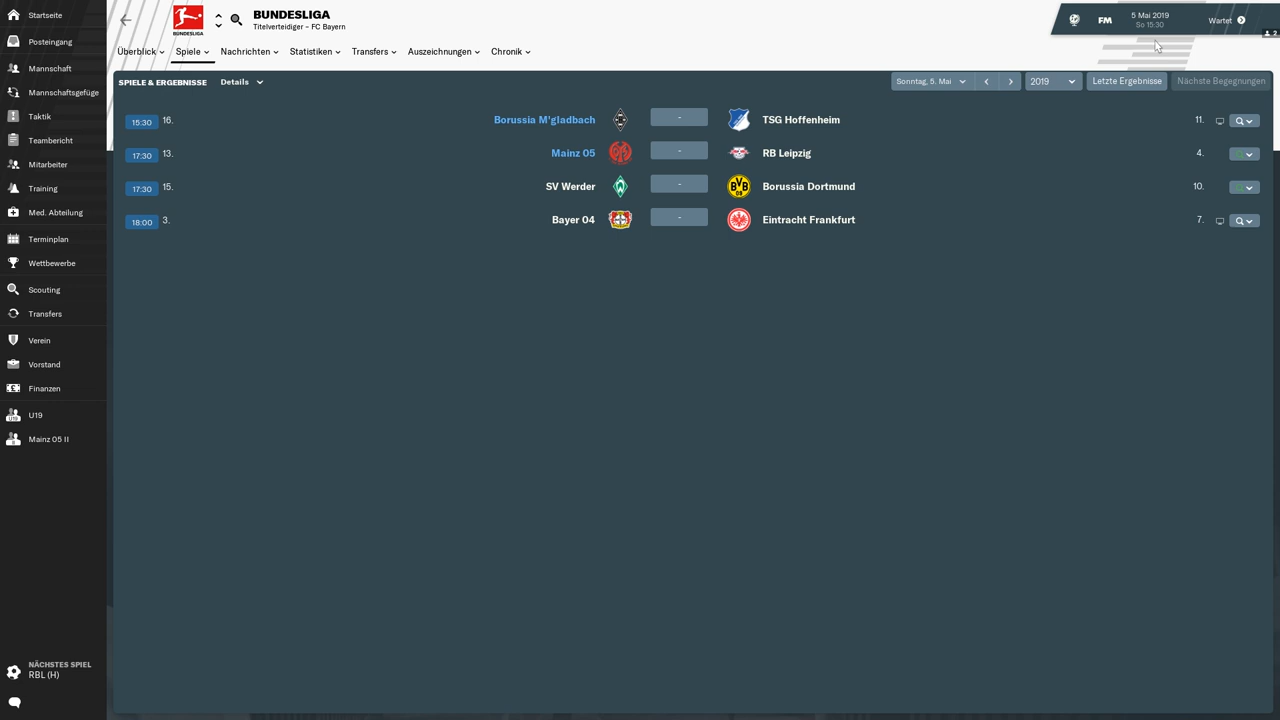 Startseite
Posteingang
Mannschaft
Mannschaftsgefüge
Taktik
Teambericht
Mitarbeiter
Training
Med. Abteilung
Terminplan
Wettbewerbe
Scouting
Transfers
Verein
Vorstand
Finanzen
U19
Mainz 05 II
NÄCHSTES SPIEL
RBL (H)
BUNDESLIGA
BUNDESLIGA
Titelverteidiger – FC Bayern
FM
5 Mai 2019
So 15:30
Wartet
2
Überblick Spiele Nachrichten Statistiken Transfers Auszeichnungen Chronik
SPIELE & ERGEBNISSE Details Sonntag, 5. Mai 2019 Letzte Ergebnisse Nächste Begegnungen
15:30 16. Borussia M'gladbach - TSG Hoffenheim 11.
17:30 13. Mainz 05 - RB Leipzig 4.
17:30 15. SV Werder - BVB 09 Borussia Dortmund 10.
18:00 3. Bayer 04 - Eintracht Frankfurt 7.